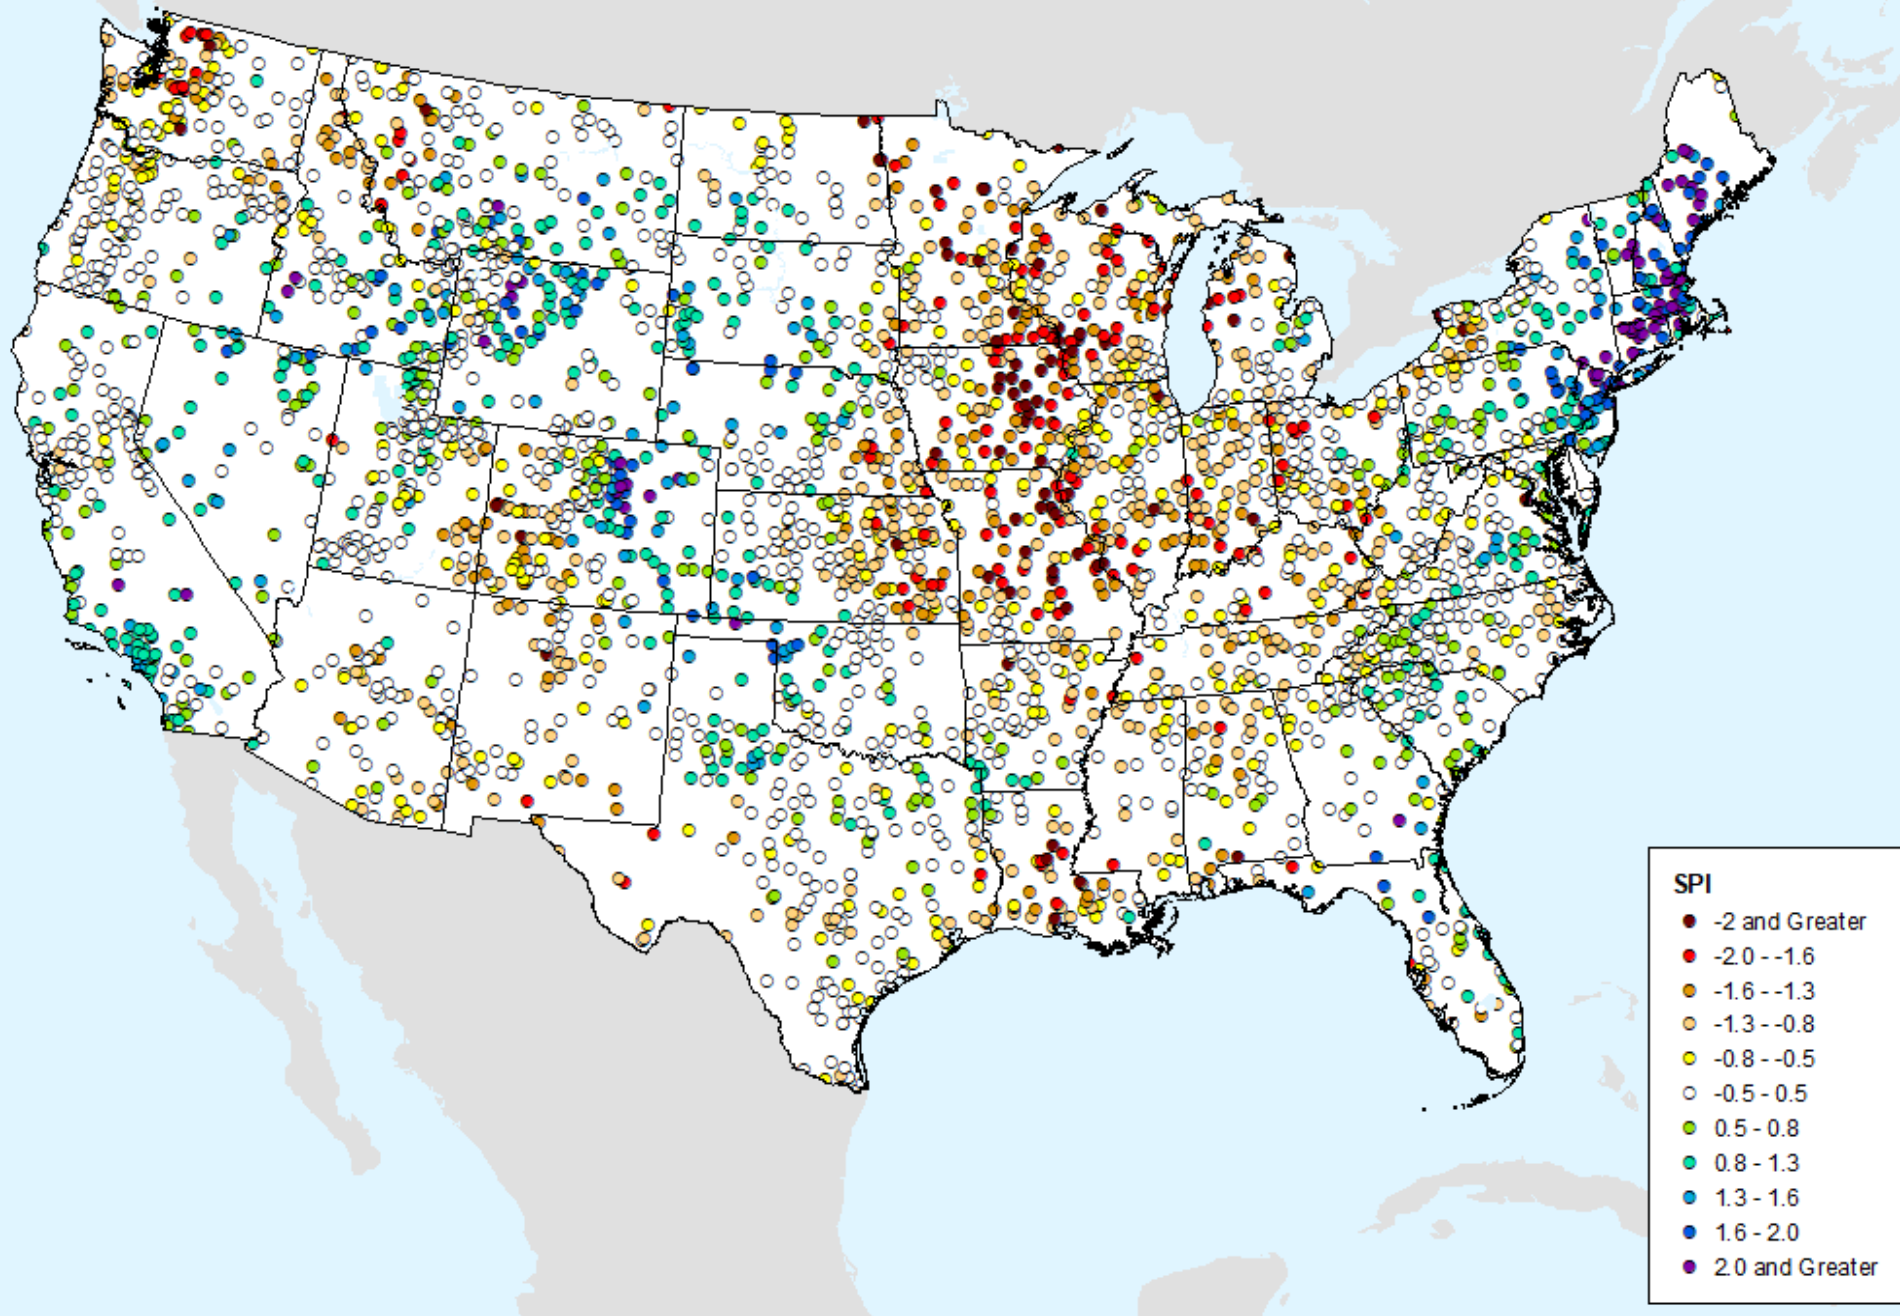 SPI
-2 and Greater
-2.0 - -1.6
-1.6 - -1.3
-1.3 - -0.8
-0.8 - -0.5
-0.5 - 0.5
0.5 - 0.8
0.8 - 1.3
1.3 - 1.6
1.6 - 2.0
2.0 and Greater